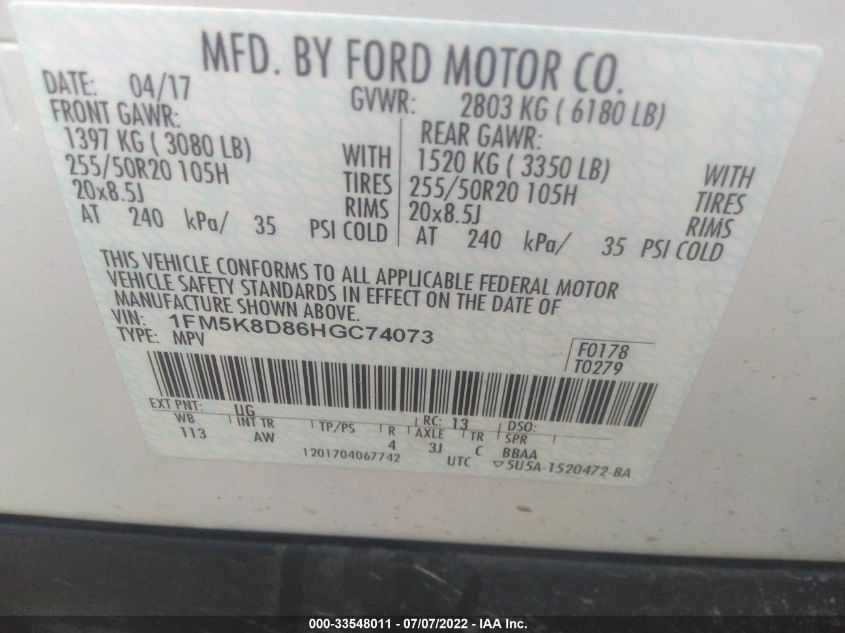 MFD. BY FORD MOTOR CO.
DATE: 04/17
GVWR: 2803 KG ( 6180 LB)
FRONT GAWR:
1397 KG ( 3080 LB) WITH
255/50R20 105H TIRES
20x8.5J RIMS
AT 240 kPa/ 35 PSI COLD
REAR GAWR:
1520 KG ( 3350 LB) WITH
255/50R20 105H TIRES
20x8.5J RIMS
AT 240 kPa/ 35 PSI COLD
THIS VEHICLE CONFORMS TO ALL APPLICABLE FEDERAL MOTOR
VEHICLE SAFETY STANDARDS IN EFFECT ON THE DATE OF
MANUFACTURE SHOWN ABOVE.
VIN: 1FM5K8D86HGC74073
TYPE: MPV
F0178
T0279
EXT PNT: UG RC: 13 DSO:
WB INT TR TP/PS R AXLE TR SPR
113 AW 4 3J C BBAA
1201704067742 UTC ▽5U5A-1520472-BA
000-33548011 - 07/07/2022 - IAA Inc.